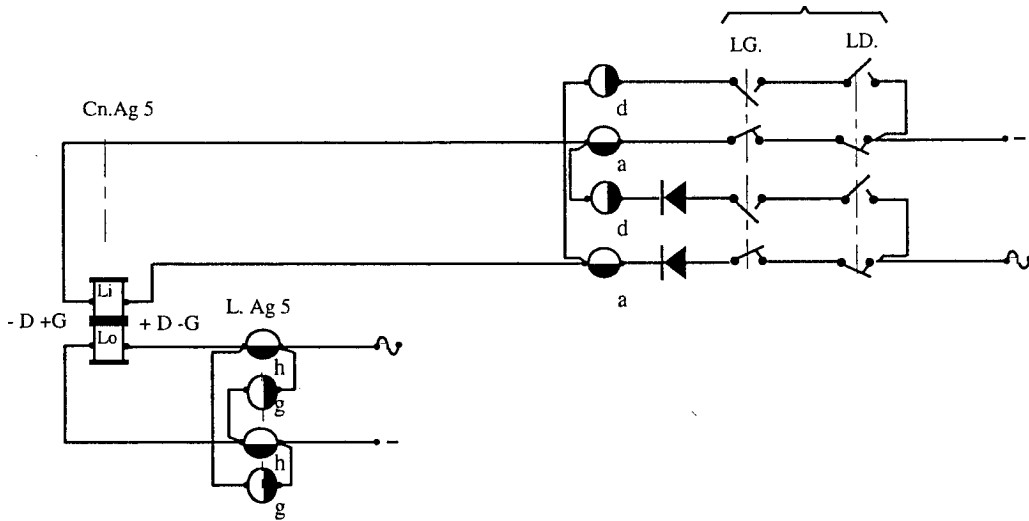 LG. LD.
Cn.Ag 5
d
a
-
d
a
Li
- D +G + D -G
Lo
L. Ag 5
h
g
-
h
g